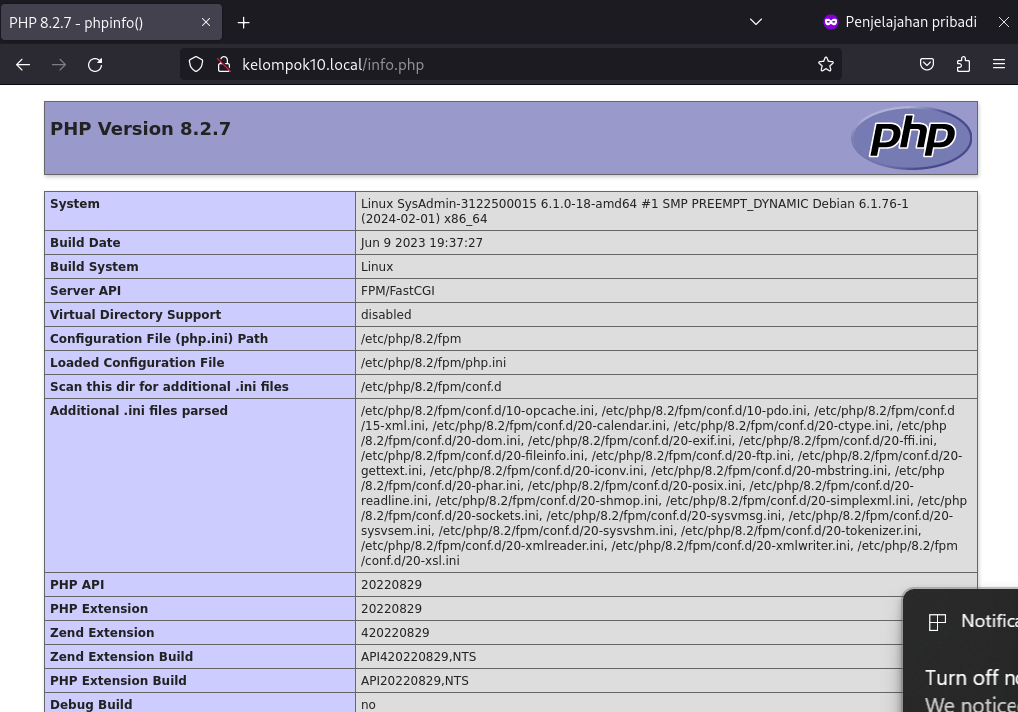 PHP 8.2.7 - phpinfo()
Penjelajahan pribadi
kelompok10.local/info.php
PHP Version 8.2.7
php
System
Linux SysAdmin-3122500015 6.1.0-18-amd64 #1 SMP PREEMPT_DYNAMIC Debian 6.1.76-1
(2024-02-01) x86_64
Build Date
Jun 9 2023 19:37:27
Build System
Linux
Server API
FPM/FastCGI
Virtual Directory Support
disabled
Configuration File (php.ini) Path
/etc/php/8.2/fpm
Loaded Configuration File
/etc/php/8.2/fpm/php.ini
Scan this dir for additional .ini files
/etc/php/8.2/fpm/conf.d
Additional .ini files parsed
/etc/php/8.2/fpm/conf.d/10-opcache.ini, /etc/php/8.2/fpm/conf.d/10-pdo.ini, /etc/php/8.2/fpm/conf.d
/15-xml.ini, /etc/php/8.2/fpm/conf.d/20-calendar.ini, /etc/php/8.2/fpm/conf.d/20-ctype.ini, /etc/php
/8.2/fpm/conf.d/20-dom.ini, /etc/php/8.2/fpm/conf.d/20-exif.ini, /etc/php/8.2/fpm/conf.d/20-ffi.ini,
/etc/php/8.2/fpm/conf.d/20-fileinfo.ini, /etc/php/8.2/fpm/conf.d/20-ftp.ini, /etc/php/8.2/fpm/conf.d/20-
gettext.ini, /etc/php/8.2/fpm/conf.d/20-iconv.ini, /etc/php/8.2/fpm/conf.d/20-mbstring.ini, /etc/php
/8.2/fpm/conf.d/20-phar.ini, /etc/php/8.2/fpm/conf.d/20-posix.ini, /etc/php/8.2/fpm/conf.d/20-
readline.ini, /etc/php/8.2/fpm/conf.d/20-shmop.ini, /etc/php/8.2/fpm/conf.d/20-simplexml.ini, /etc/php
/8.2/fpm/conf.d/20-sockets.ini, /etc/php/8.2/fpm/conf.d/20-sysvmsg.ini, /etc/php/8.2/fpm/conf.d/20-
sysvsem.ini, /etc/php/8.2/fpm/conf.d/20-sysvshm.ini, /etc/php/8.2/fpm/conf.d/20-tokenizer.ini,
/etc/php/8.2/fpm/conf.d/20-xmlreader.ini, /etc/php/8.2/fpm/conf.d/20-xmlwriter.ini, /etc/php/8.2/fpm
/conf.d/20-xsl.ini
PHP API
20220829
PHP Extension
20220829
Zend Extension
420220829
Zend Extension Build
API420220829,NTS
PHP Extension Build
API20220829,NTS
Debug Build
no
Notifica
Turn off no
We notice